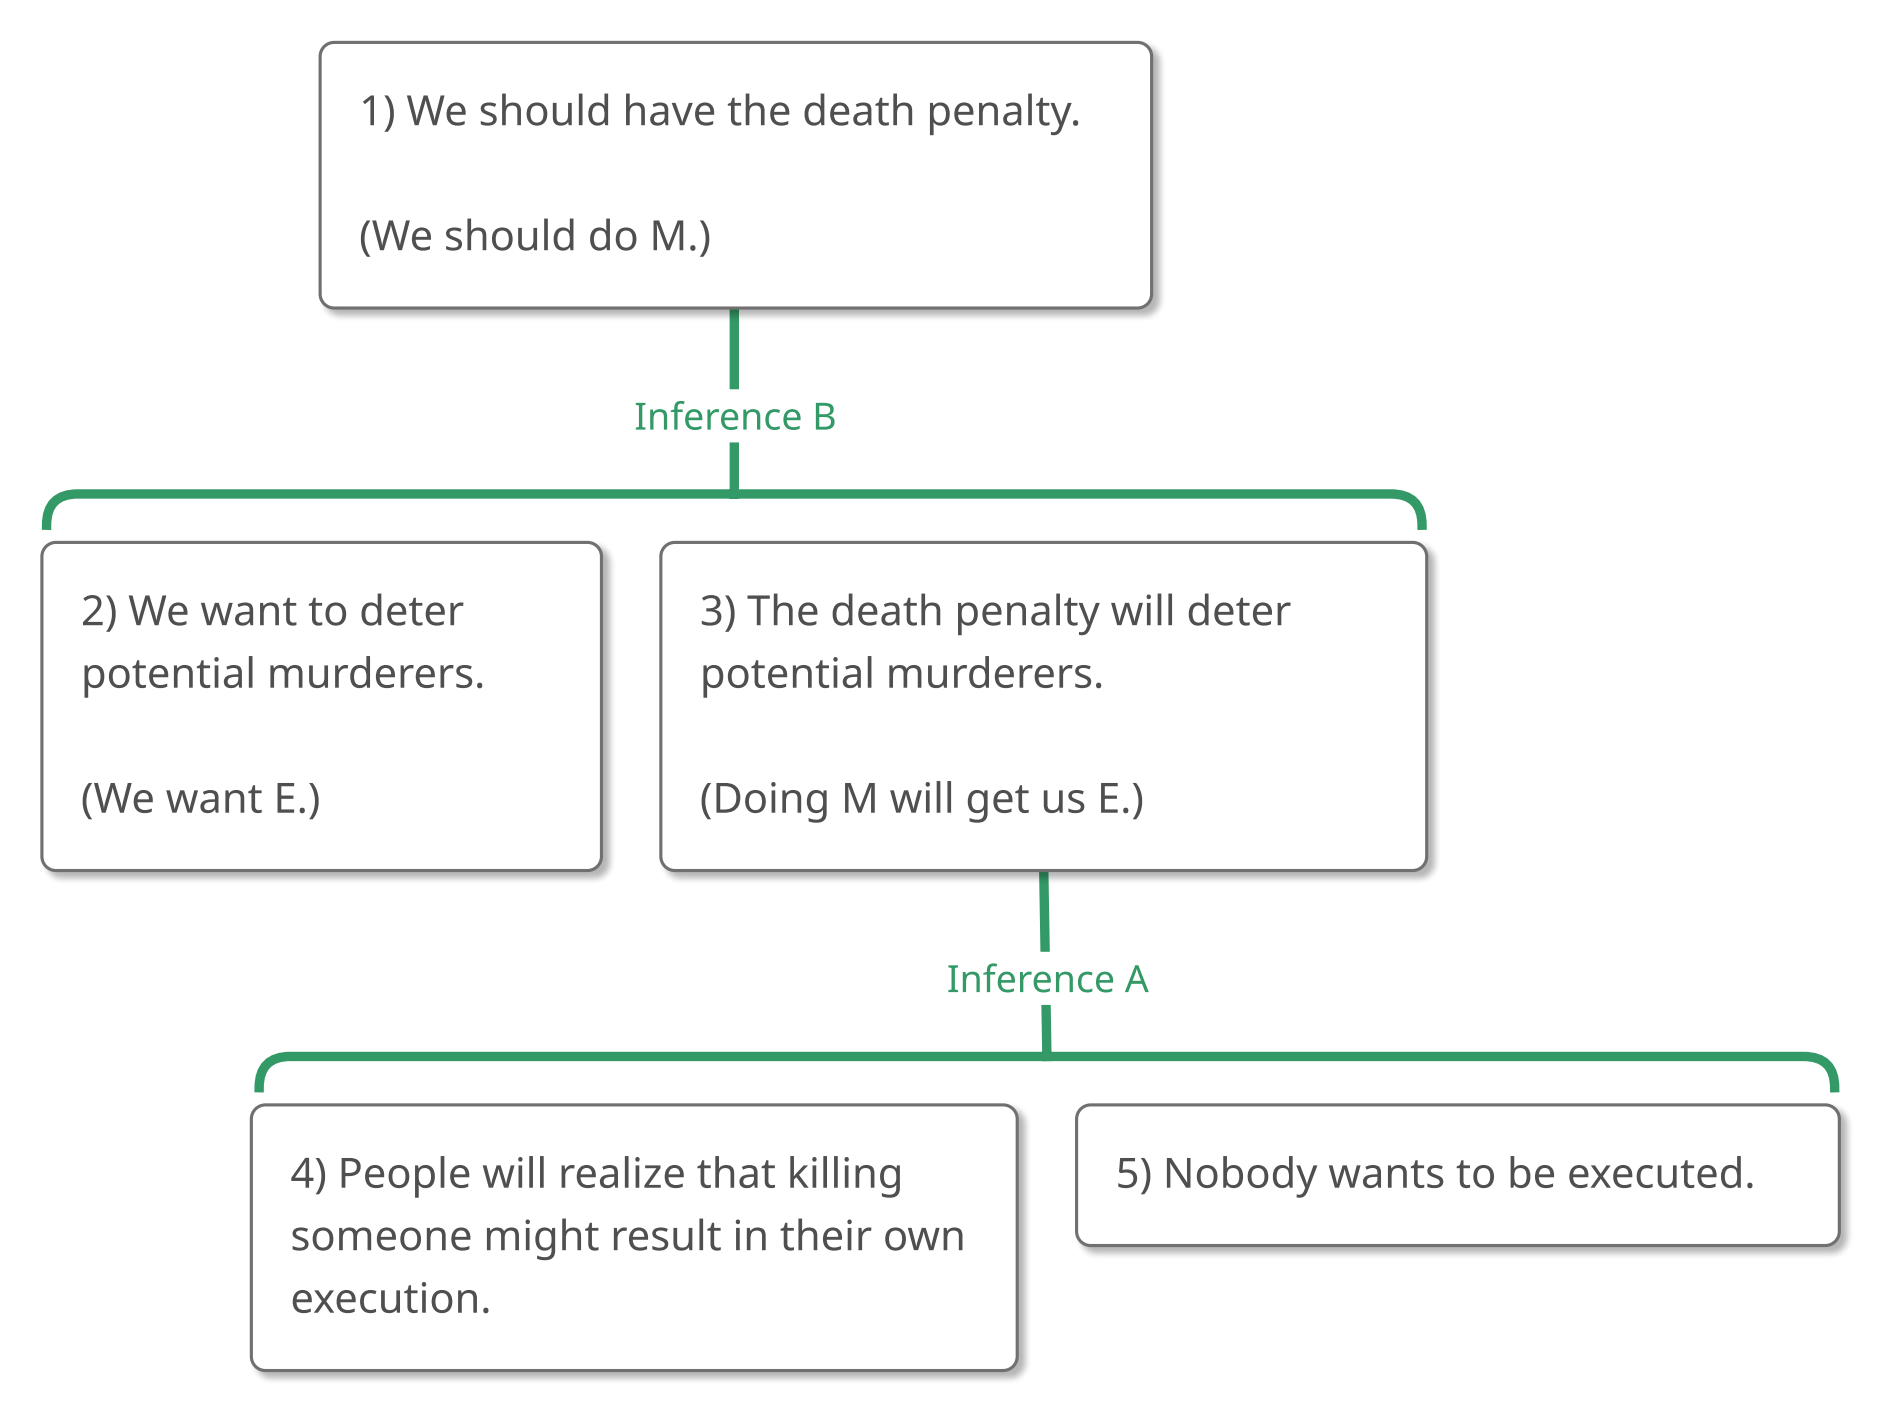 1) We should have the death penalty.
(We should do M.)
Inference B
2) We want to deter
potential murderers.
(We want E.)
3) The death penalty will deter
potential murderers.
(Doing M will get us E.)
Inference A
4) People will realize that killing
someone might result in their own
execution.
5) Nobody wants to be executed.